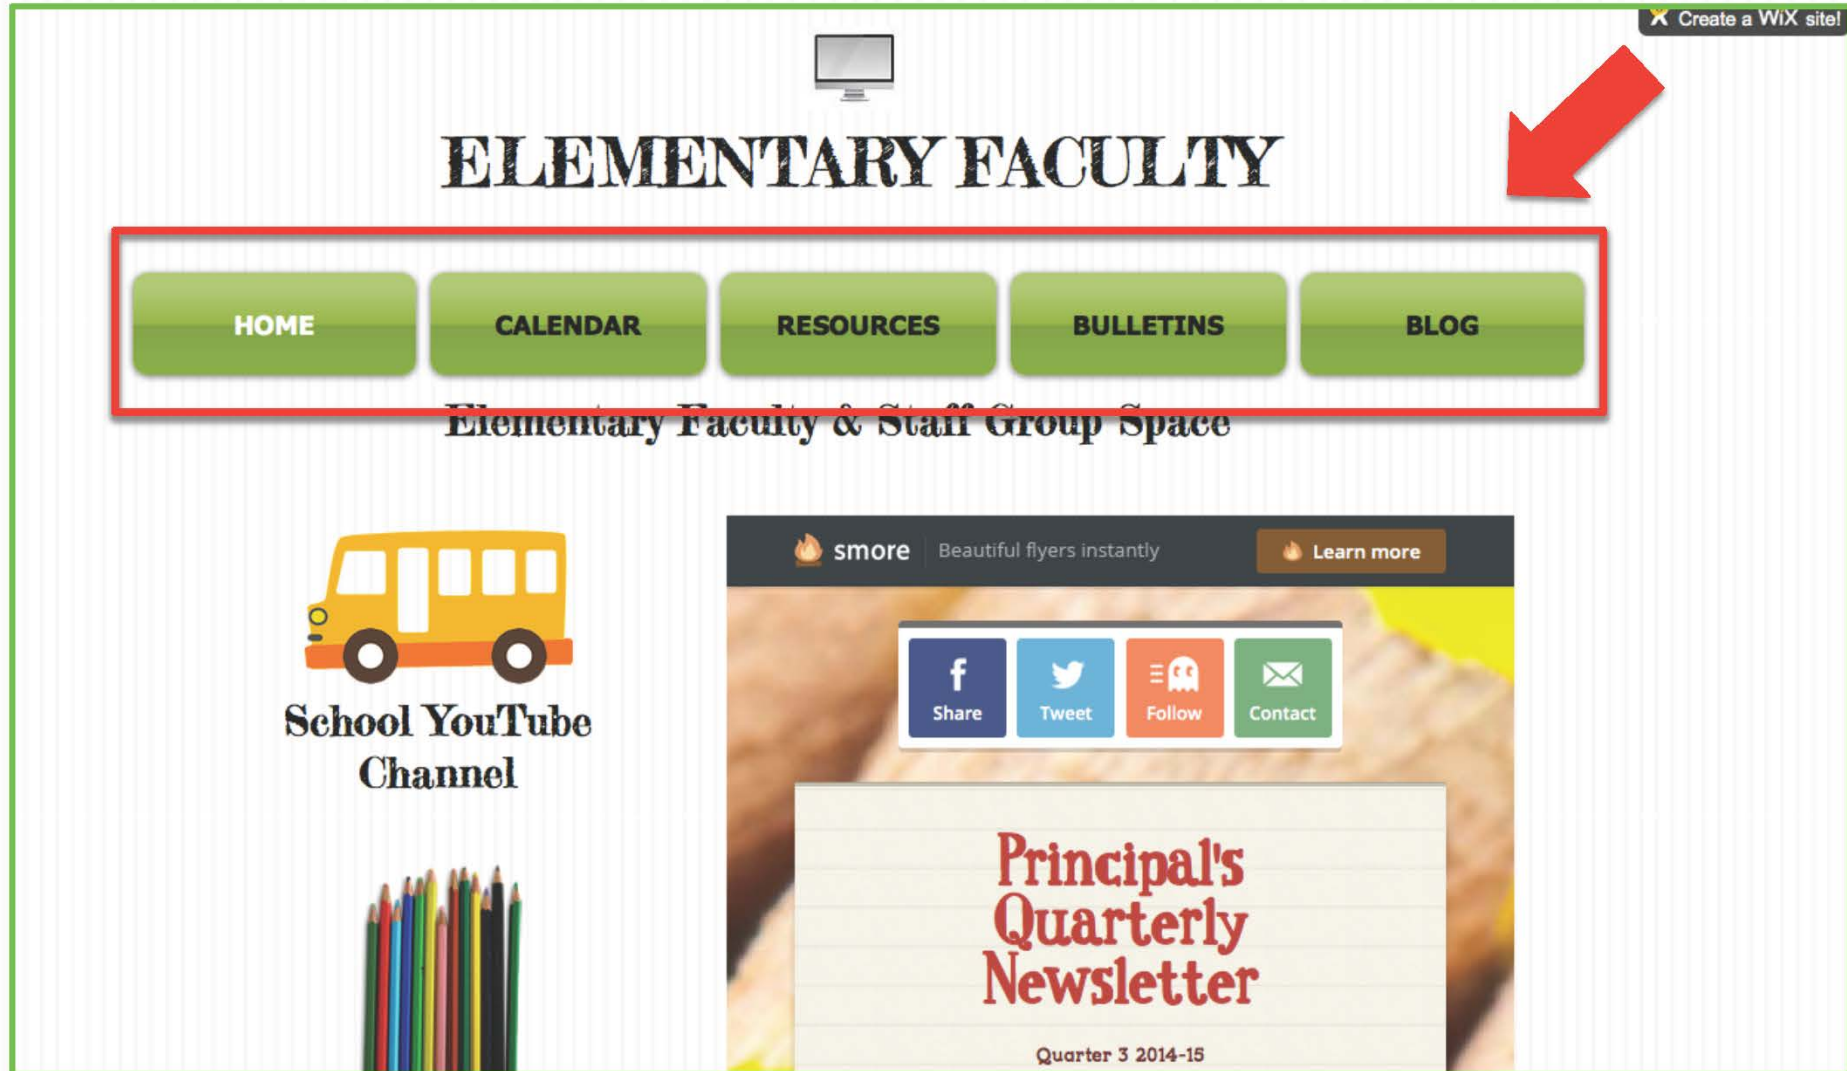 Create a WiX site!
ELEMENTARY FACULTY
HOME CALENDAR RESOURCES BULLETINS BLOG
Elementary Faculty & Staff Group Space
smore Beautiful flyers instantly Learn more
f
Share Tweet Follow Contact
School YouTube
Channel
Principal's
Quarterly
Newsletter
Quarter 3 2014-15